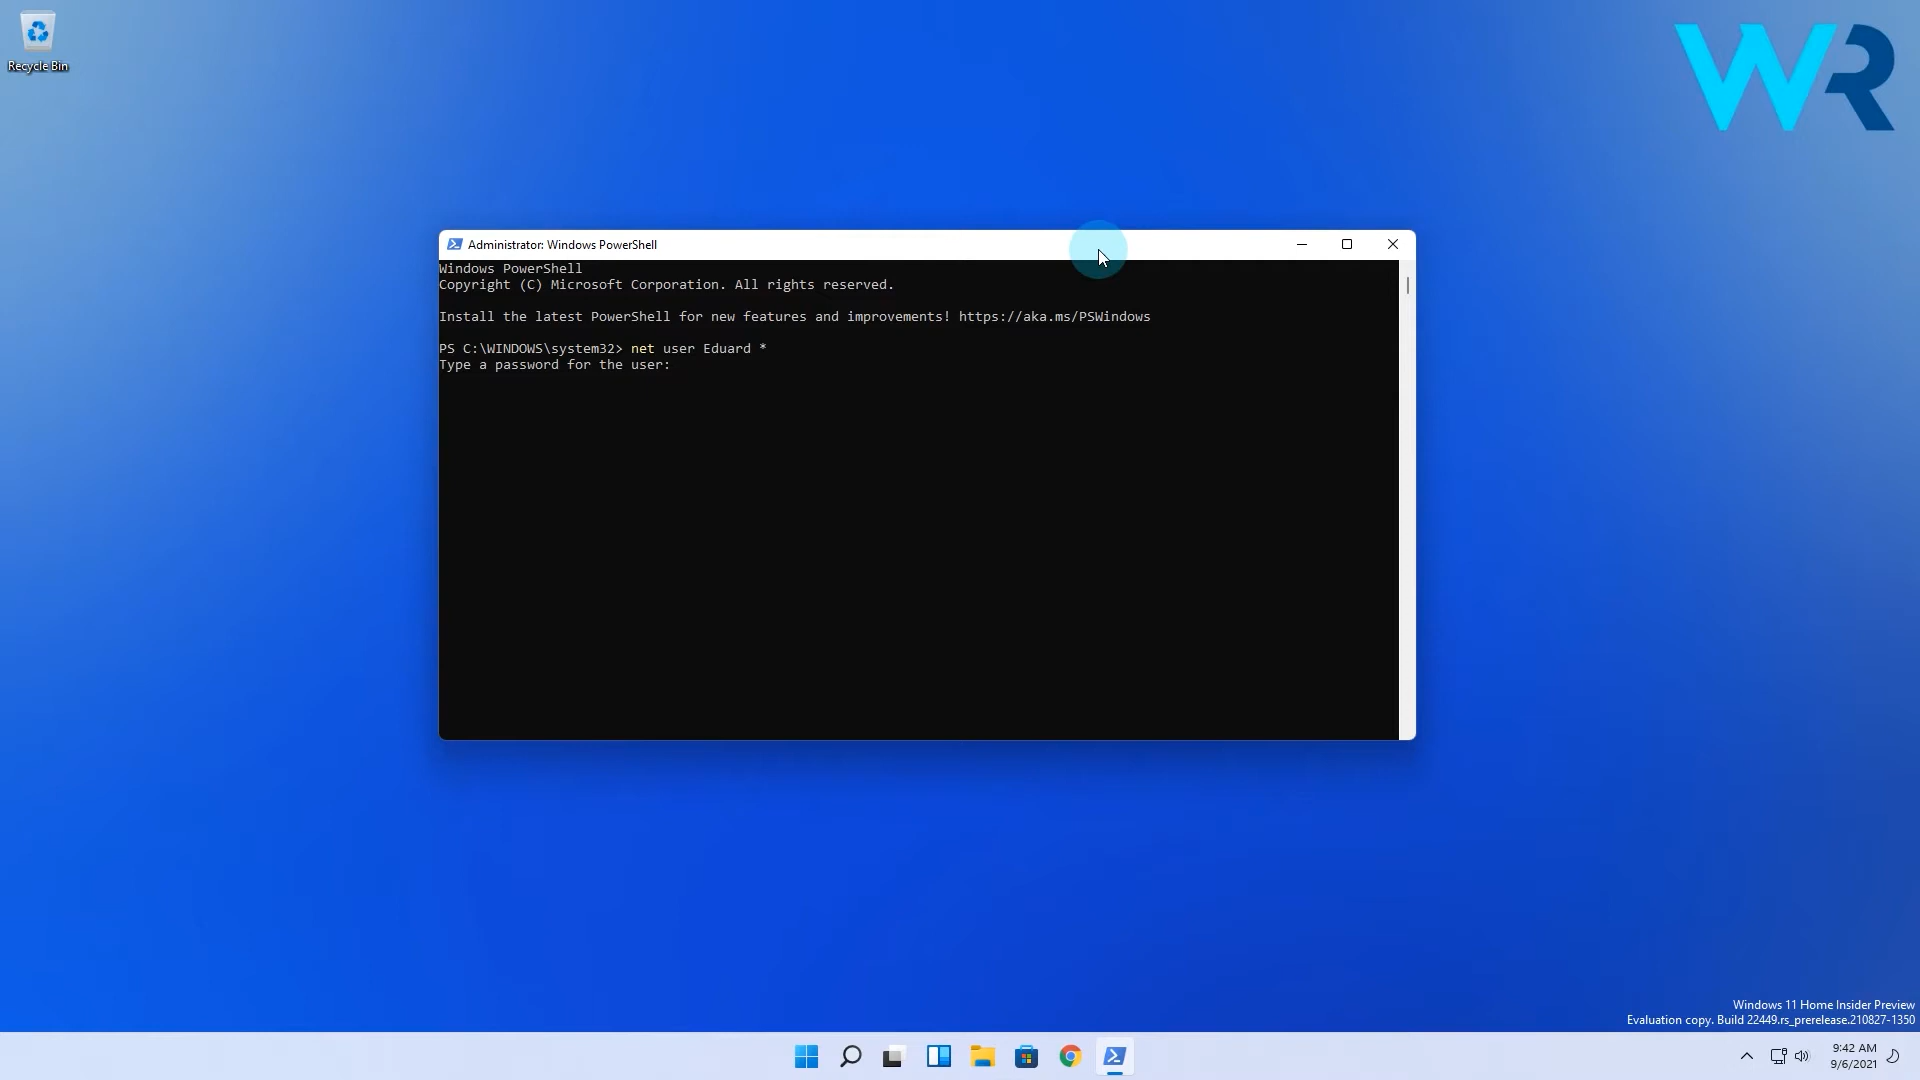 Recycle Bin
WR
Administrator: Windows PowerShell
Windows PowerShell
Copyright (C) Microsoft Corporation. All rights reserved.
Install the latest PowerShell for new features and improvements! https://aka.ms/PSWindows
PS C:\WINDOWS\system32> net user Eduard *
Type a password for the user:
Windows 11 Home Insider Preview
Evaluation copy. Build 22449.rs_prerelease.210827-1350
9:42 AM
9/6/2021